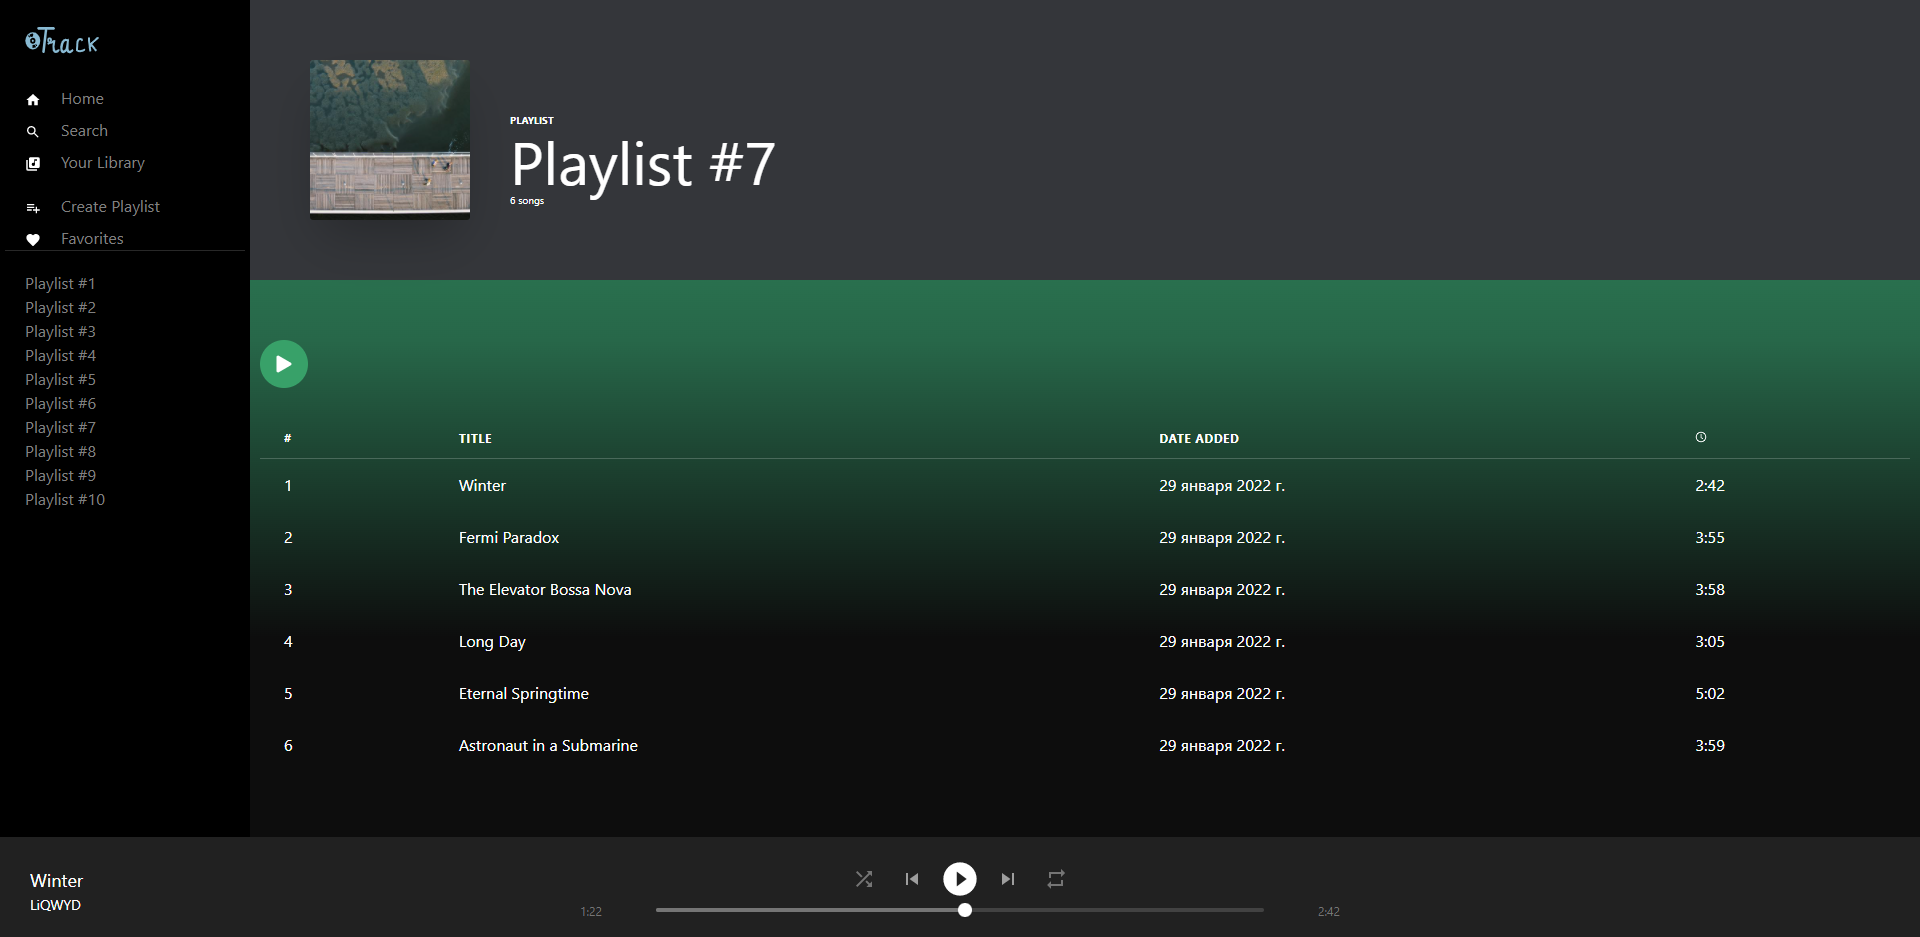 Track
Home
Search
Your Library
Create Playlist
Favorites
Playlist #1
Playlist #2
Playlist #3
Playlist #4
Playlist #5
Playlist #6
Playlist #7
Playlist #8
Playlist #9
Playlist #10
PLAYLIST
Playlist #7
6 songs
# TITLE DATE ADDED
1 Winter 29 января 2022 г. 2:42
2 Fermi Paradox 29 января 2022 г. 3:55
3 The Elevator Bossa Nova 29 января 2022 г. 3:58
4 Long Day 29 января 2022 г. 3:05
5 Eternal Springtime 29 января 2022 г. 5:02
6 Astronaut in a Submarine 29 января 2022 г. 3:59
Winter
LiQWYD
1:22 2:42